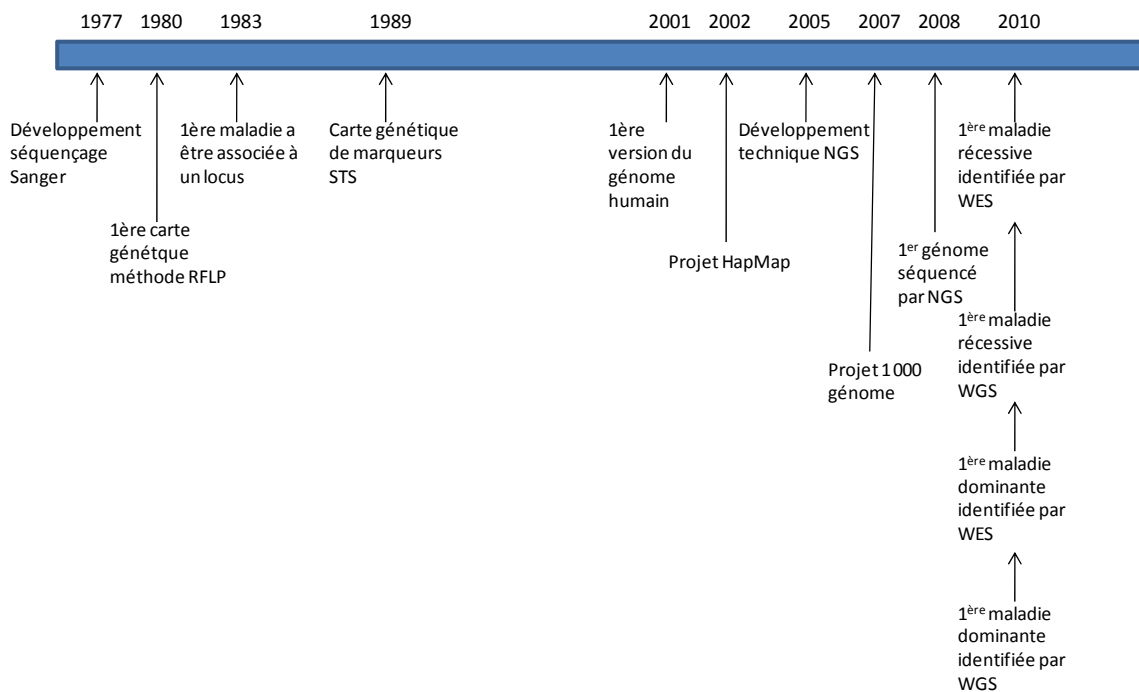 1977 1980 1983 1989 2001 2002 2005 2007 2008 2010
Développement
séquençage
Sanger
1ère carte
génétque
méthode RFLP
1ère maladie a
être associée à
un locus
Carte génétique
de marqueurs
STS
1ère
version du
génome
humain
Projet HapMap
Développement
technique NGS
Projet 1000
génome
1er génome
séquencé
par NGS
1ère maladie
récessive
identifiée par
WES
1ère maladie
récessive
identifiée par
WGS
1ère maladie
dominante
identifiée par
WES
1ère maladie
dominante
identifiée par
WGS